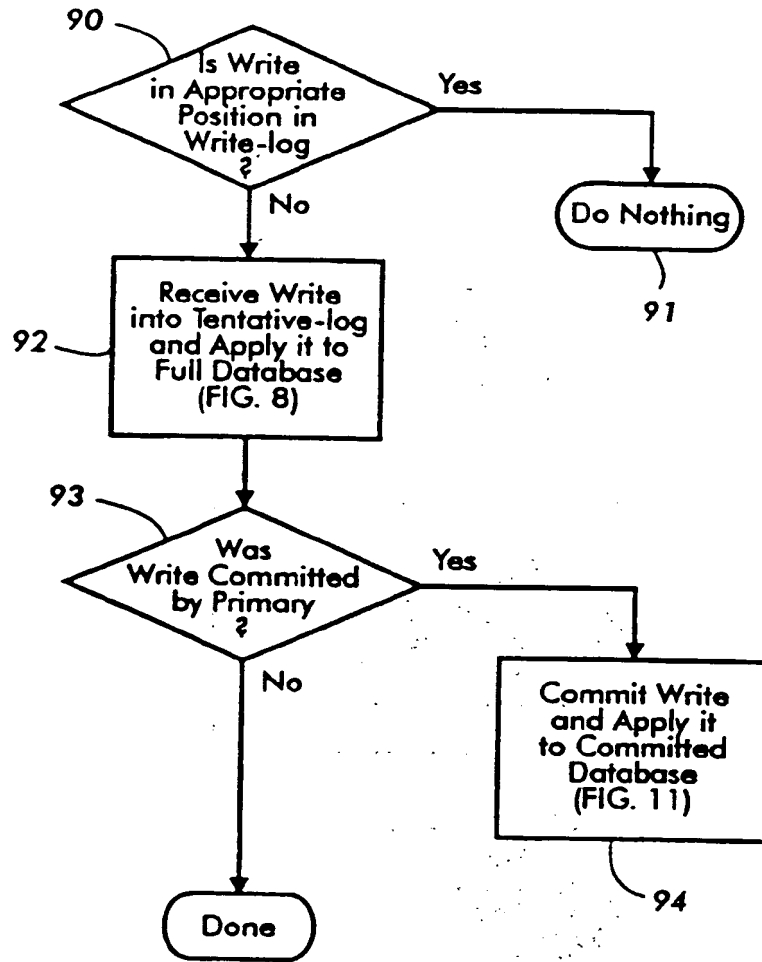 90
Is Write
in Appropriate
Position in
Write-log
?
Yes
No
Do Nothing
91
Receive Write
into Tentative-log
and Apply it to
Full Database
(FIG. 8)
92
93
Was
Write Committed
by Primary
?
Yes
No
Commit Write
and Apply it
to Committed
Database
(FIG. 11)
94
Done